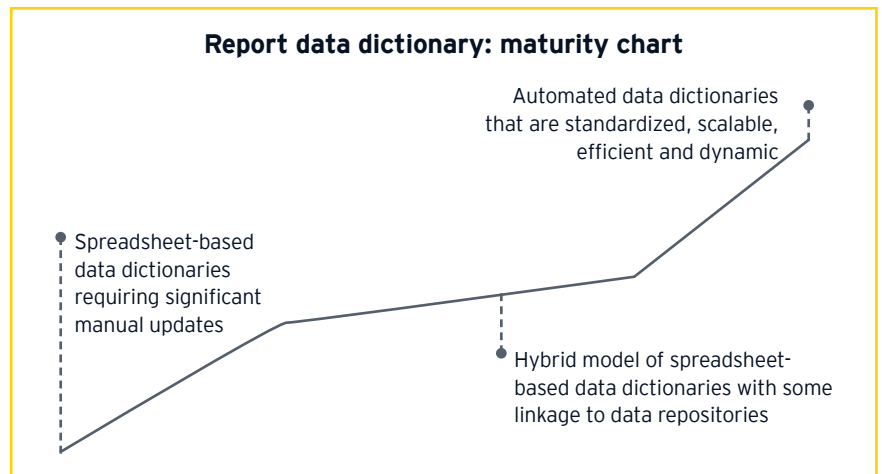 Report data dictionary: maturity chart
Automated data dictionaries
that are standardized, scalable,
efficient and dynamic
Spreadsheet-based
data dictionaries
requiring significant
manual updates
Hybrid model of spreadsheet-
based data dictionaries with some
linkage to data repositories